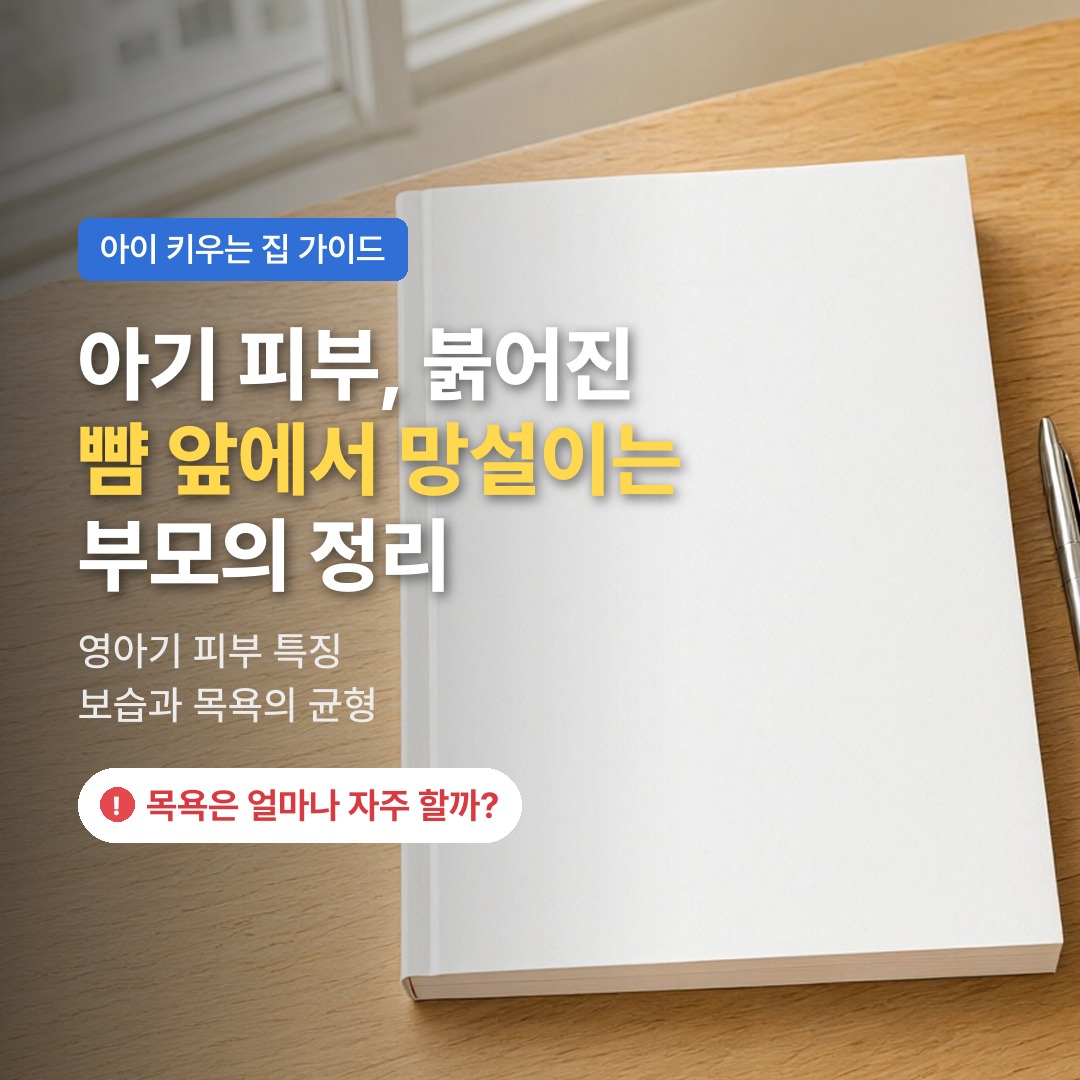 아이 키우는 집 가이드
아기 피부, 붉어진
뺨 앞에서 망설이는
부모의 정리
영아기 피부 특징
보습과 목욕의 균형
! 목욕은 얼마나 자주 할까?